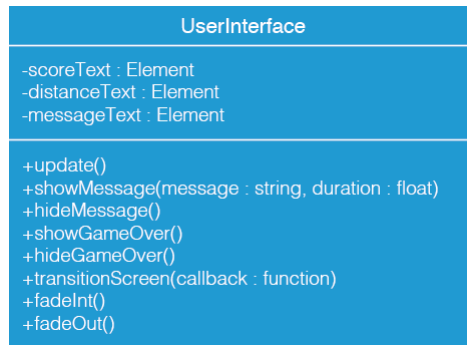 UserInterface
-scoreText : Element
-distanceText : Element
-messageText : Element
+update()
+showMessage(message : string, duration : float)
+hideMessage()
+showGameOver()
+hideGameOver()
+transitionScreen(callback : function)
+fadeInt()
+fadeOut()